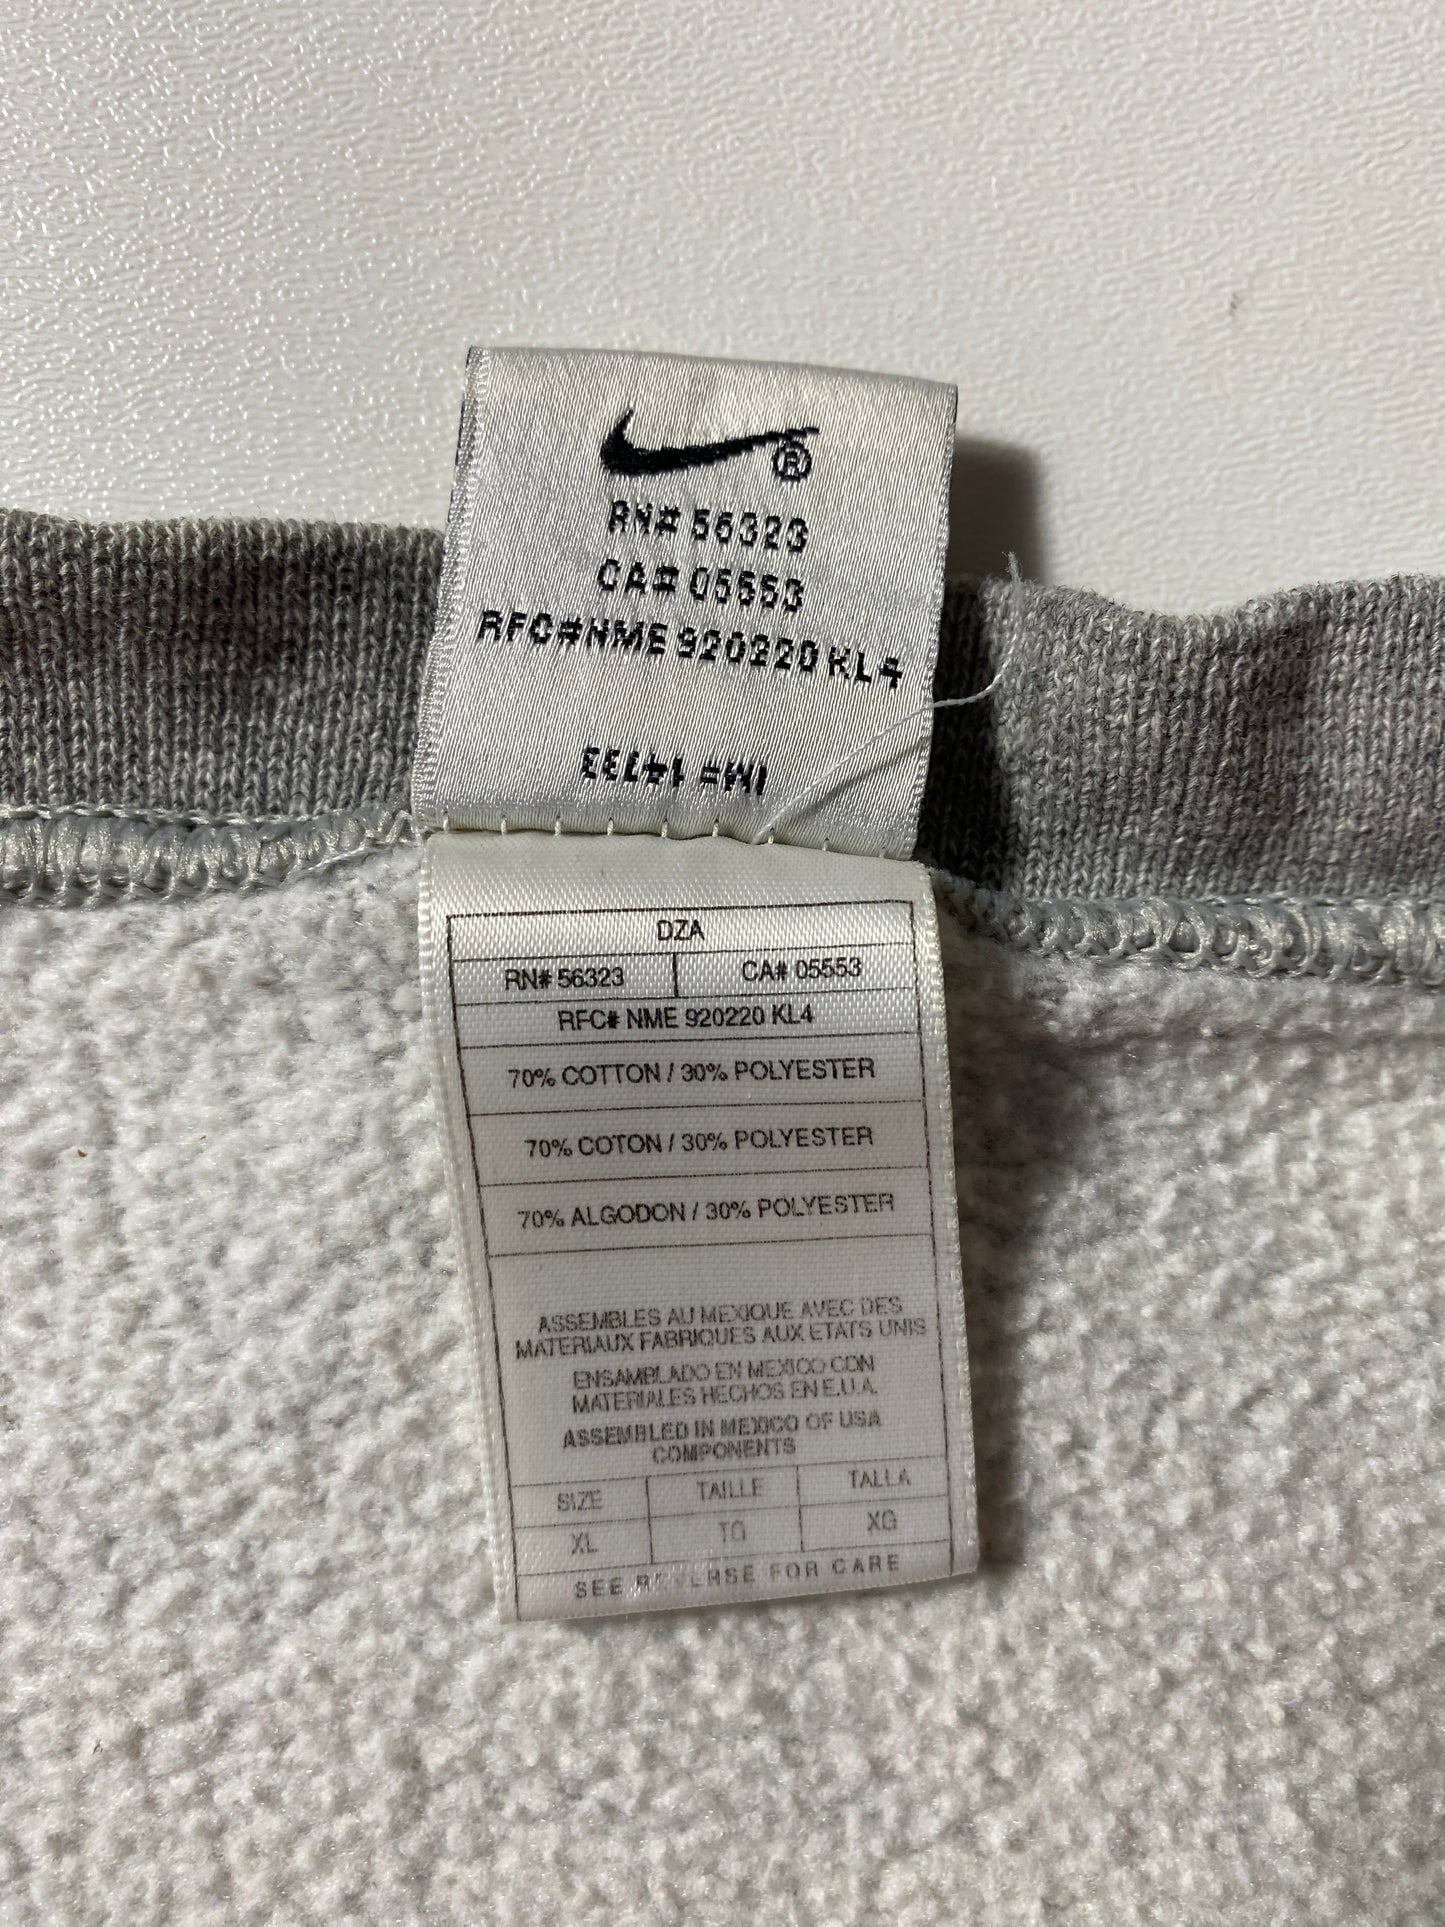 ®
RN# 56323
CA# 05553
RFC#NME 920220 KL4
IM# 14733
DZA
RN# 56323 CA# 05553
RFC# NME 920220 KL4
70% COTTON / 30% POLYESTER
70% COTON / 30% POLYESTER
70% ALGODON / 30% POLYESTER
ASSEMBLES AU MEXIQUE AVEC DES
MATERIAUX FABRIQUES AUX ETATS UNIS
ENSAMBLADO EN MEXICO CON
MATERIALES HECHOS EN E.U.A.
ASSEMBLED IN MEXICO OF USA
COMPONENTS
SIZE TAILLE TALLA
XL TG XG
SEE REVERSE FOR CARE